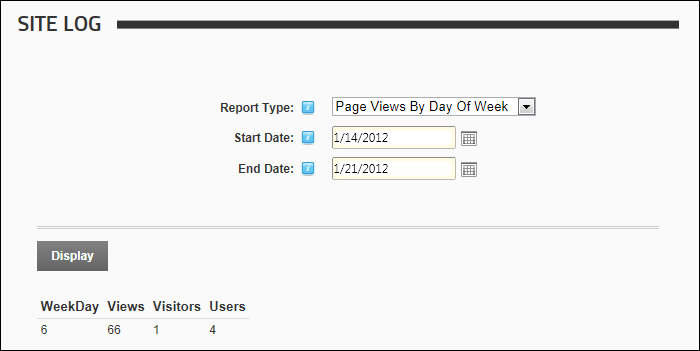 SITE LOG
Report Type: Page Views By Day Of Week
Start Date: 1/14/2012
End Date: 1/21/2012
Display
WeekDay Views Visitors Users
6 66 1 4